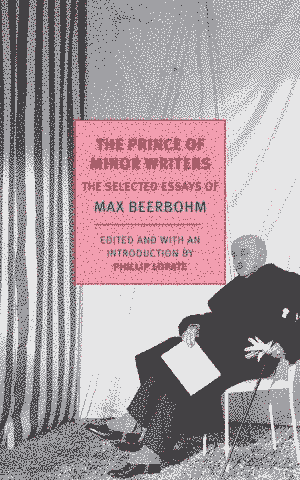 THE PRINCE OF
MINOR WRITERS
THE SELECTED ESSAYS OF
MAX BEERBOHM
EDITED AND WITH AN
INTRODUCTION BY
PHILLIP LOPATE